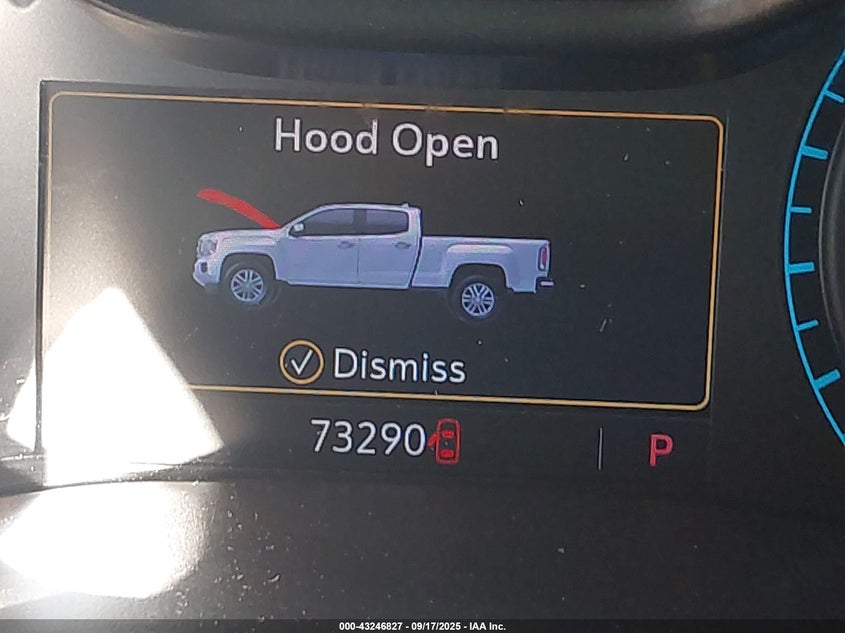 Hood Open
Dismiss
73290
P
000-43246827 - 09/17/2025 - IAA Inc.